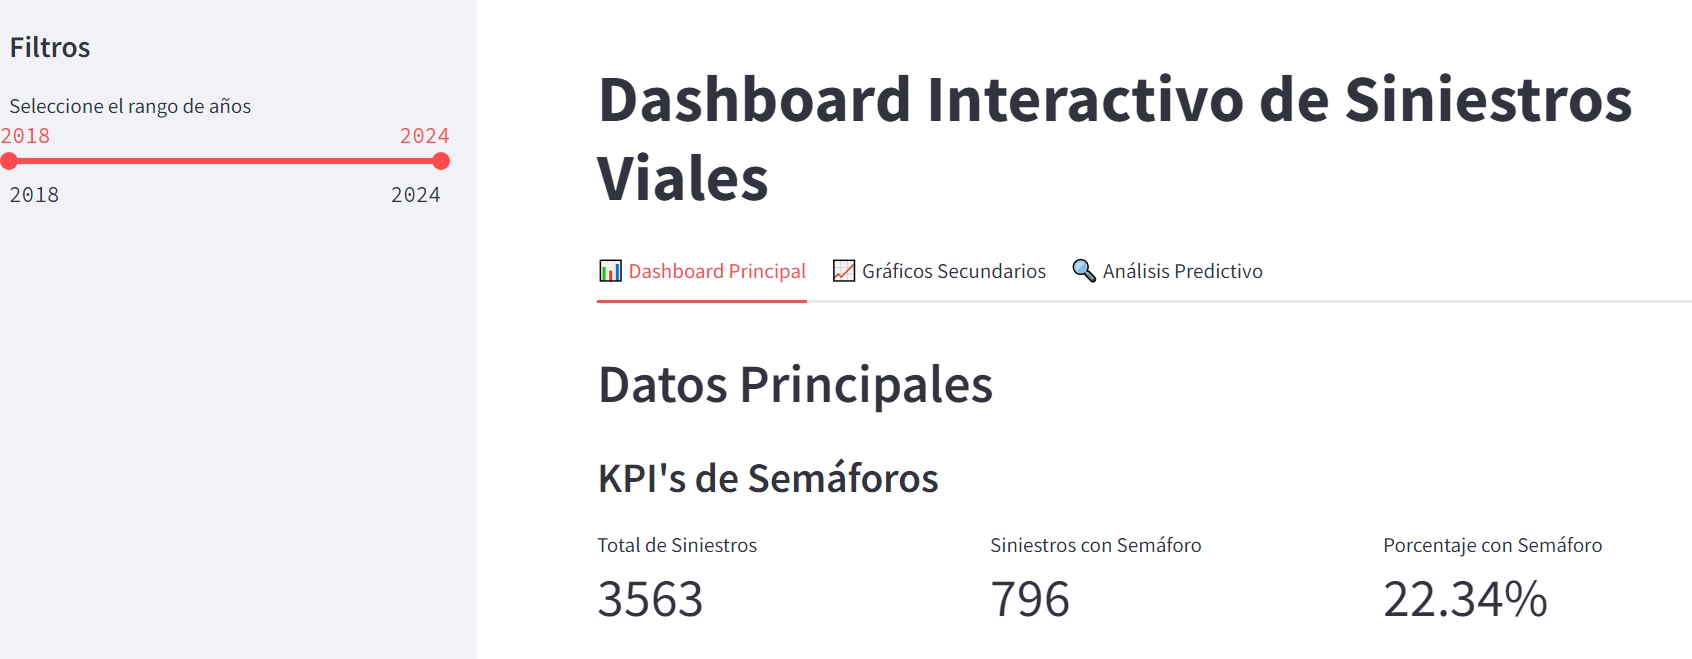 Filtros
Seleccione el rango de años
2018 2024
2018 2024
Dashboard Interactivo de Siniestros
Viales
Dashboard Principal Gráficos Secundarios Análisis Predictivo
Datos Principales
KPI's de Semáforos
Total de Siniestros Siniestros con Semáforo Porcentaje con Semáforo
3563 796 22.34%